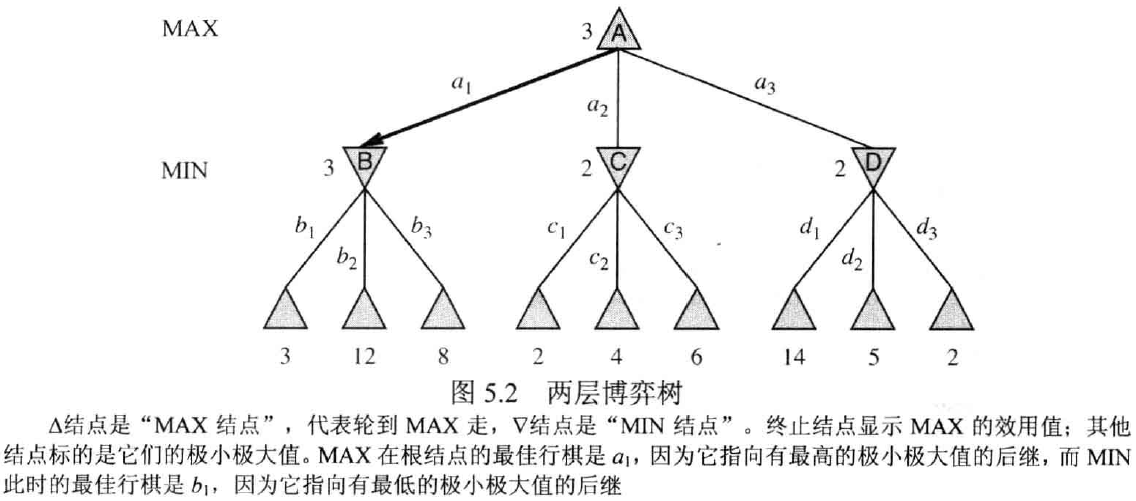 MAX
3 A
a₁ a₂ a₃
MIN
3 B 2 C 2 D
b₁ b₂ b₃ c₁ c₂ c₃ d₁ d₂ d₃
3 12 8 2 4 6 14 5 2
图 5.2 两层博弈树
Δ结点是“MAX 结点”，代表轮到 MAX 走，∇结点是“MIN 结点”。终止结点显示 MAX 的效用值；其他
结点标的是它们的极小极大值。MAX 在根结点的最佳行棋是 a₁，因为它指向有最高的极小极大值的后继，而 MIN
此时的最佳行棋是 b₁，因为它指向有最低的极小极大值的后继